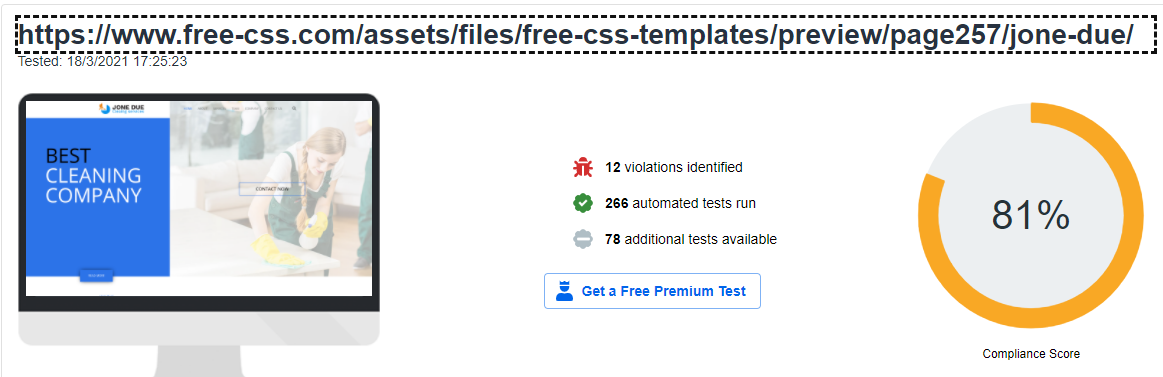 https://www.free-css.com/assets/files/free-css-templates/preview/page257/jone-due/
Tested: 18/3/2021 17:25:23
JONE DUE
BEST
CLEANING
COMPANY
CONTACT NOW
12 violations identified
266 automated tests run
78 additional tests available
Get a Free Premium Test
81%
Compliance Score